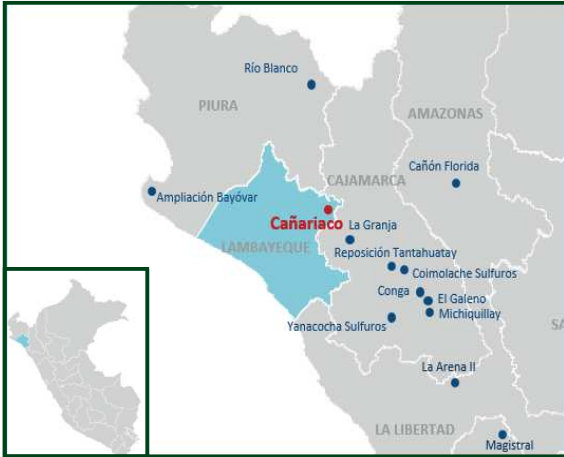 Río Blanco
PIURA
AMAZONAS
Cañón Florida
CAJAMARCA
Ampliación Bayóvar
Cañariaco
La Granja
LAMBAYEQUE
Reposición Tantahuatay
Coimolache Sulfuros
Conga
El Galeno
Michiquillay
Yanacocha Sulfuros
SA
La Arena II
LA LIBERTAD
Magistral